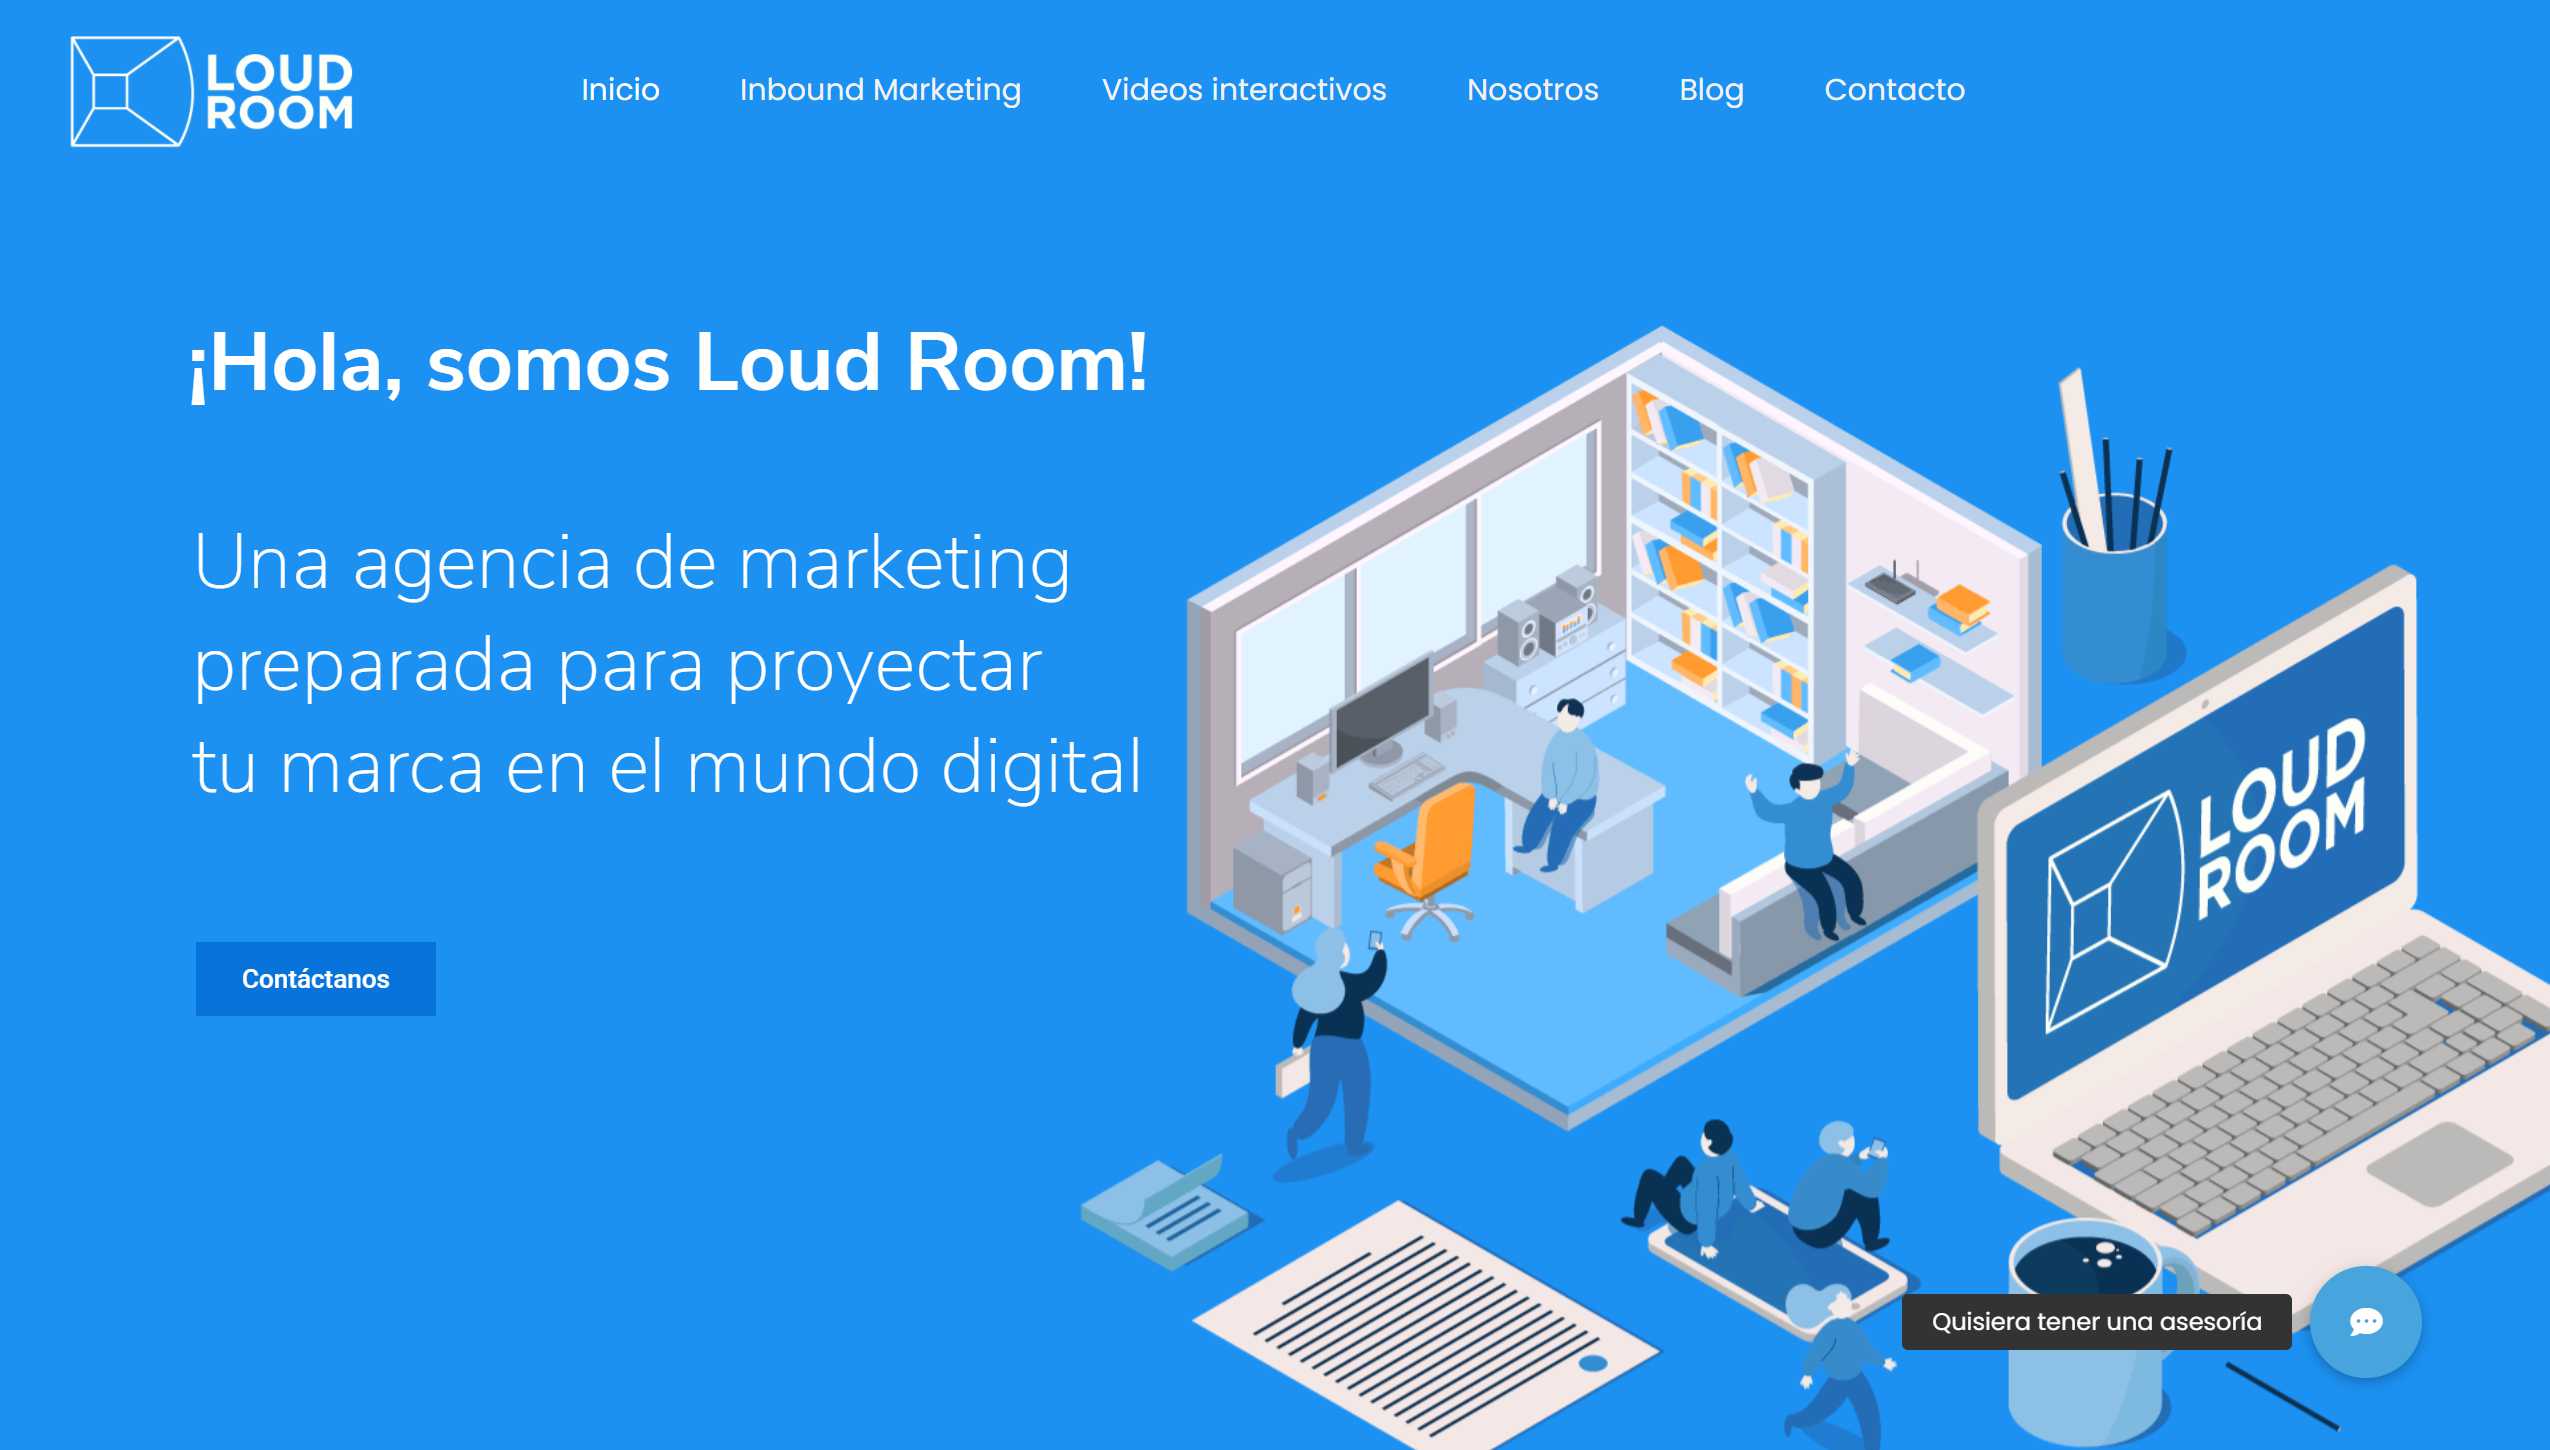 LOUD
ROOM
Inicio
Inbound Marketing
Videos interactivos
Nosotros
Blog
Contacto
¡Hola, somos Loud Room!
Una agencia de marketing
preparada para proyectar
tu marca en el mundo digital
Contáctanos
LOUD
ROOM
Quisiera tener una asesoría